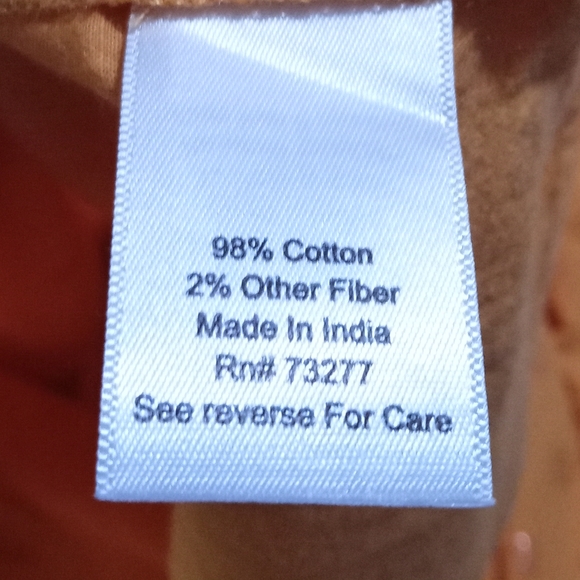 98% Cotton
2% Other Fiber
Made In India
Rn# 73277
See reverse For Care